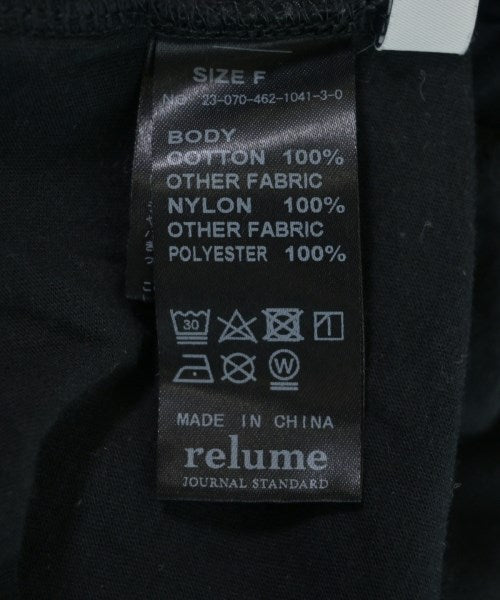 SIZE F
NO 23-070-462-1041-3-0
BODY
COTTON 100%
OTHER FABRIC
NYLON 100%
OTHER FABRIC
POLYESTER 100%
30
W
MADE IN CHINA
relume
JOURNAL STANDARD